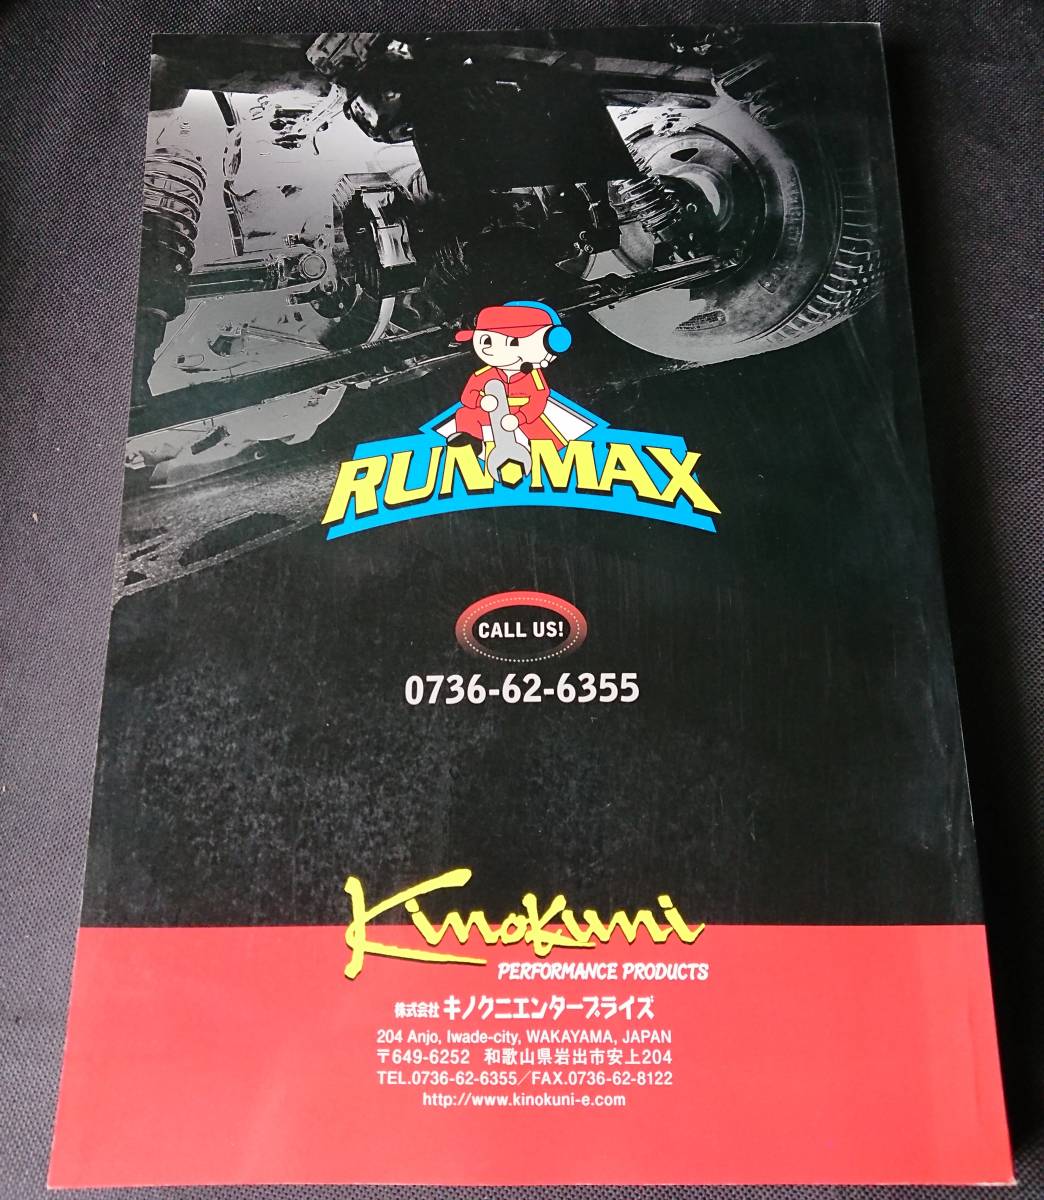 RUN·MAX
CALL US!
0736-62-6355
Kinokuni
PERFORMANCE PRODUCTS
株式会社 キノクニエンタープライズ
204 Anjo, Iwade-city, WAKAYAMA, JAPAN
〒649-6252 和歌山県岩出市安上204
TEL.0736-62-6355／FAX.0736-62-8122
http://www.kinokuni-e.com